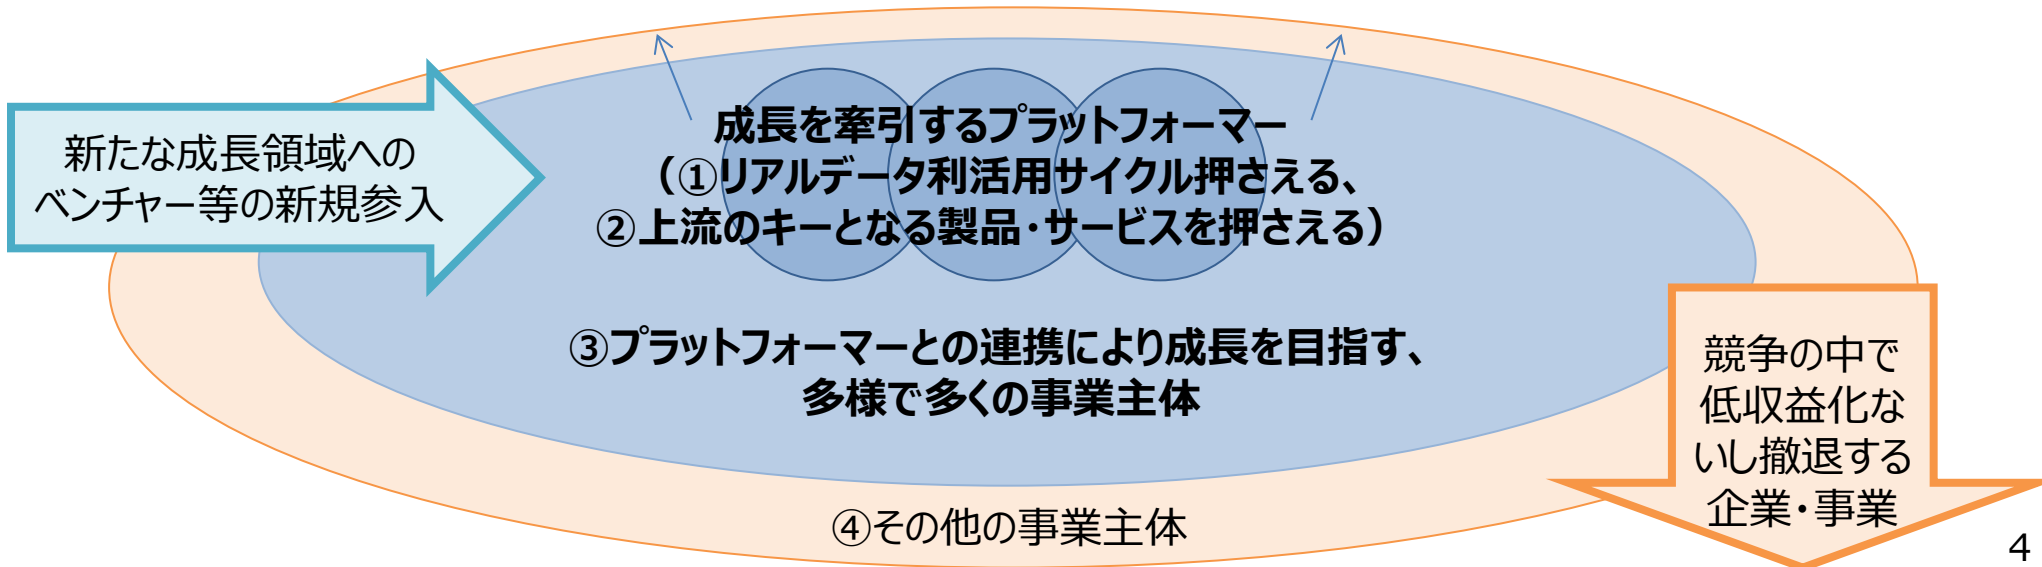 新たな成長領域への
ベンチャー等の新規参入
成長を牽引するプラットフォーマー
（①リアルデータ利活用サイクル押さえる、
②上流のキーとなる製品・サービスを押さえる）
③プラットフォーマーとの連携により成長を目指す、
多様で多くの事業主体
④その他の事業主体
競争の中で
低収益化な
いし撤退する
企業・事業
4